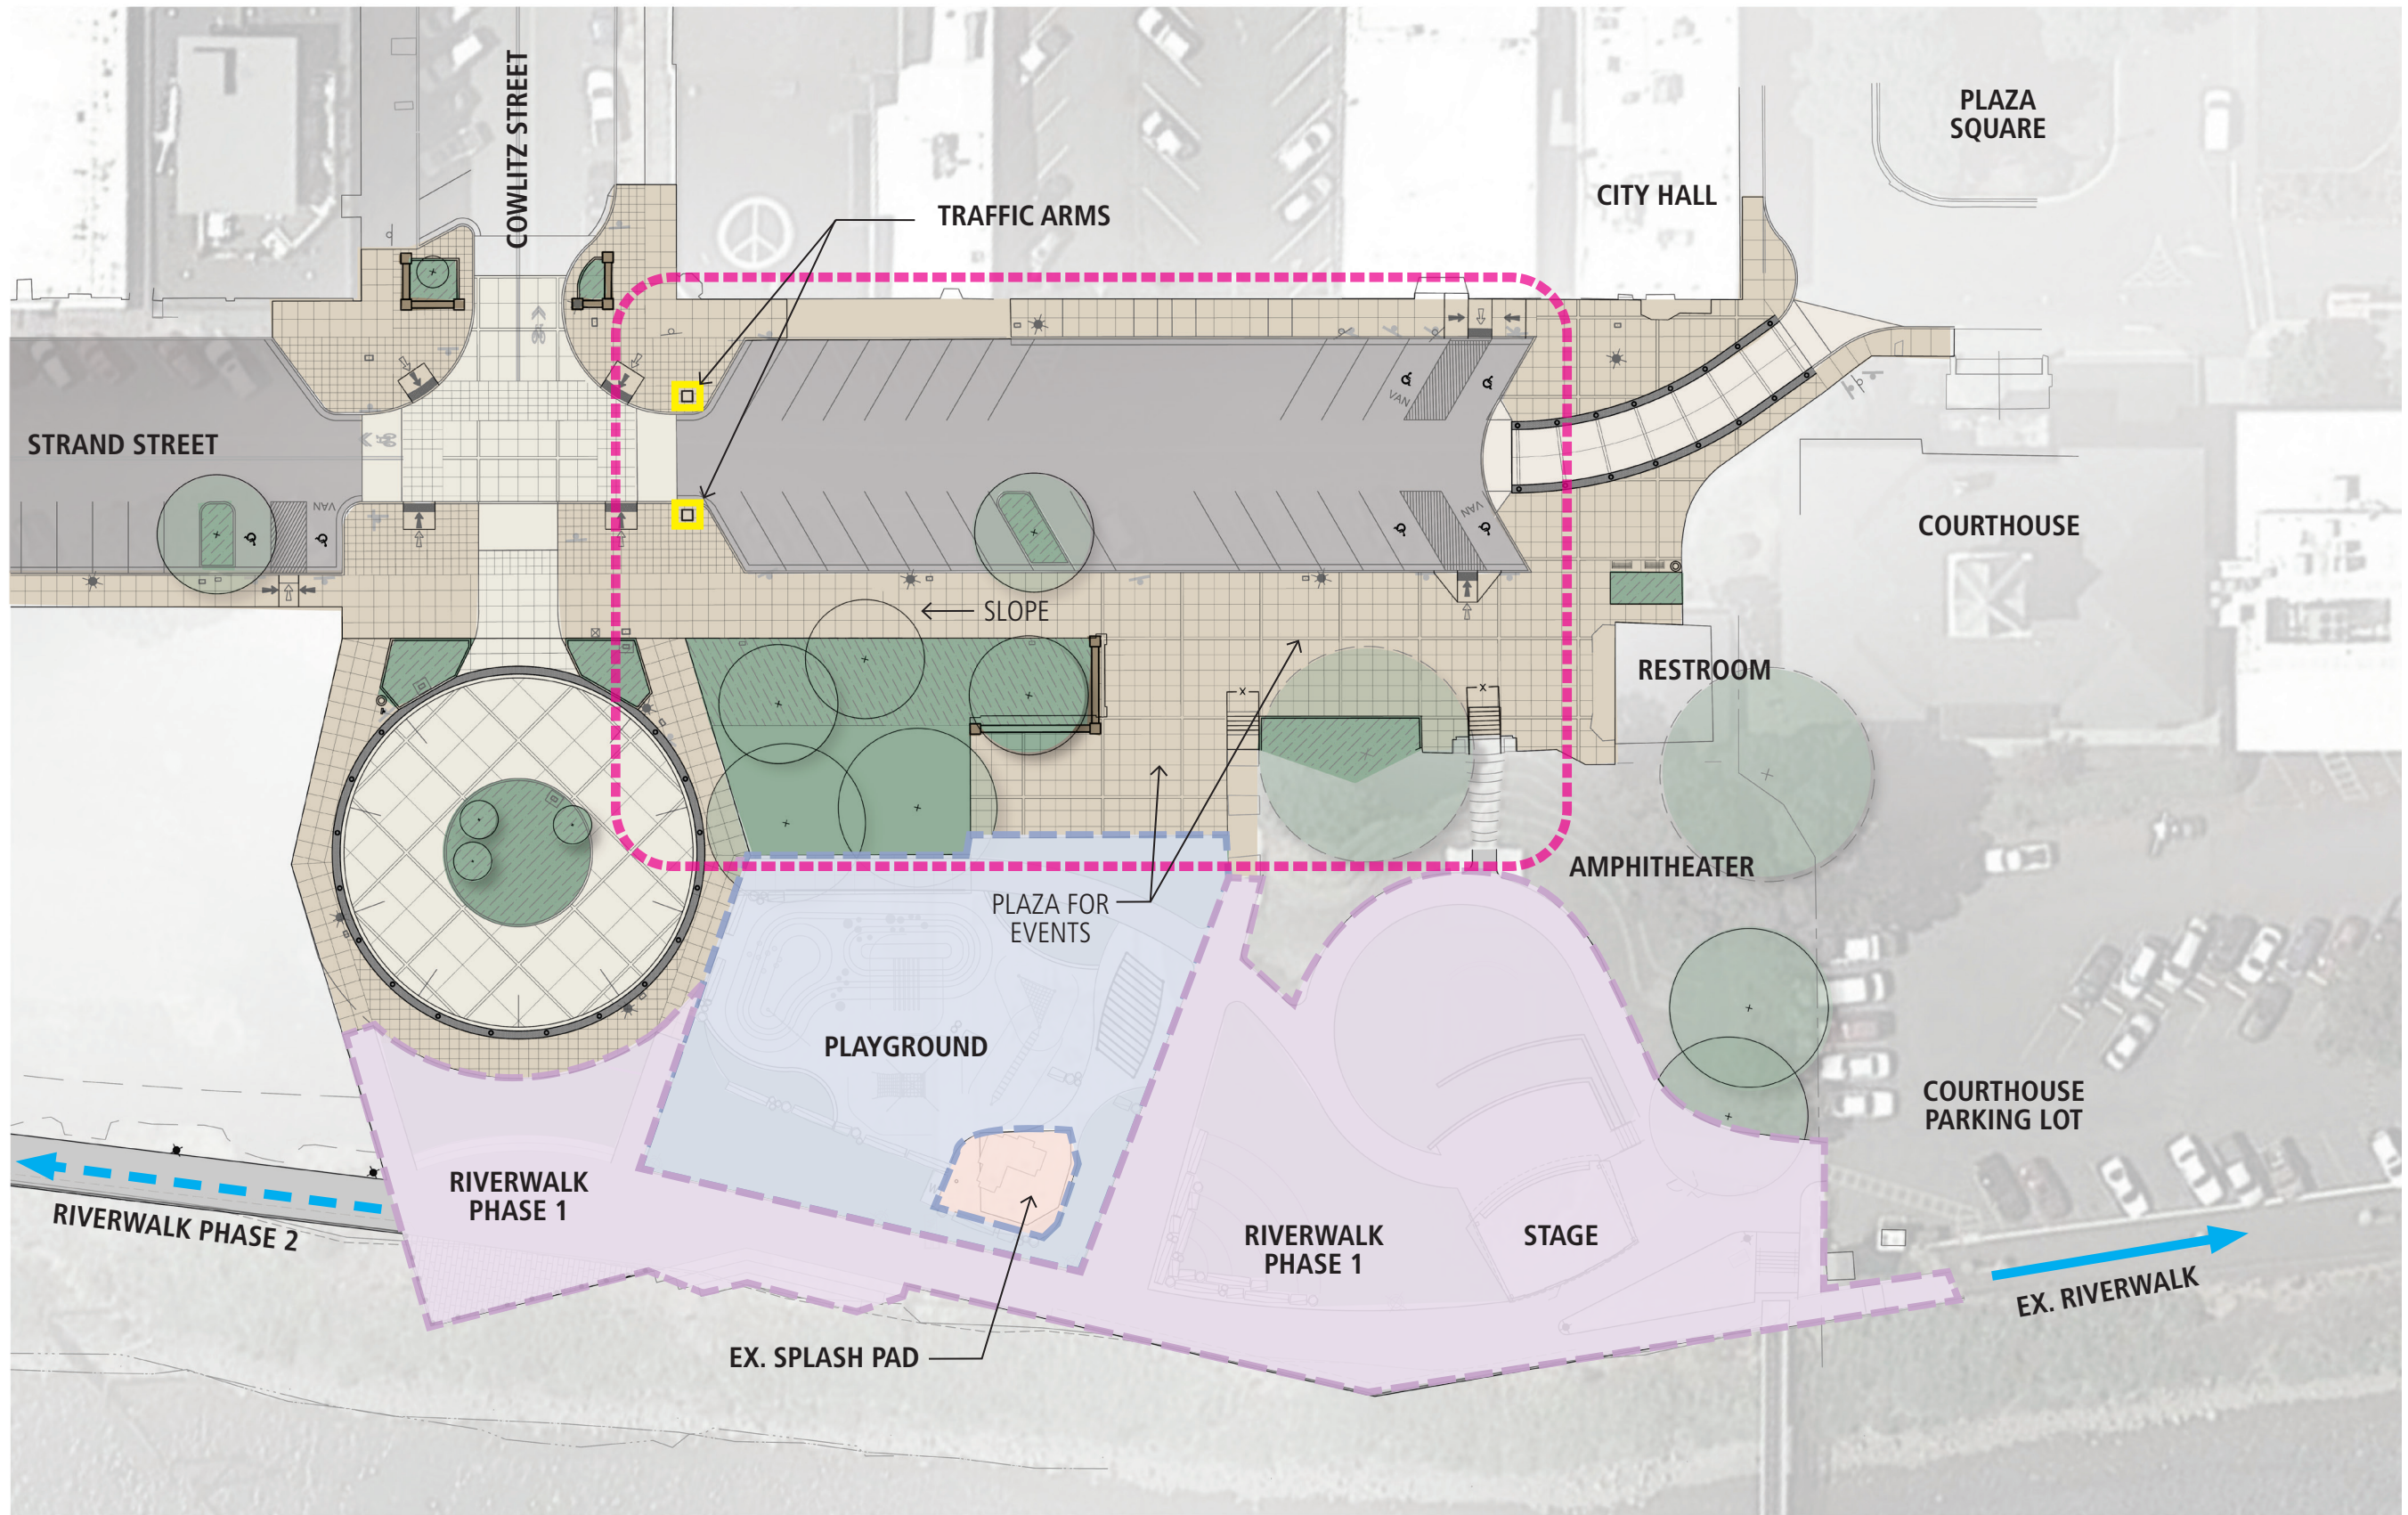 PLAZA
SQUARE
COWLITZ STREET
CITY HALL
TRAFFIC ARMS
VAN
STRAND STREET
VAN
VAN
COURTHOUSE
SLOPE
RESTROOM
AMPHITHEATER
PLAZA FOR
EVENTS
PLAYGROUND
COURTHOUSE
PARKING LOT
RIVERWALK
PHASE 1
RIVERWALK PHASE 2
RIVERWALK
PHASE 1
STAGE
EX. RIVERWALK
EX. SPLASH PAD